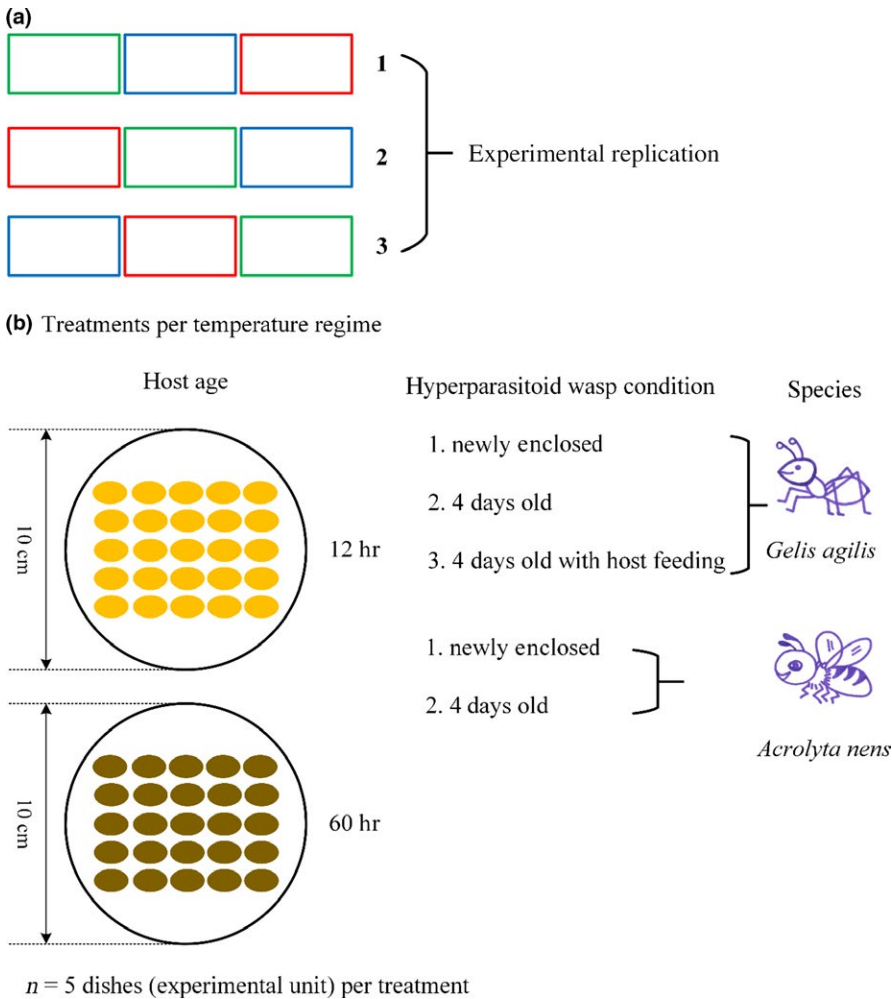 (a)
1
2
3
Experimental replication
(b) Treatments per temperature regime
Host age
Hyperparasitoid wasp condition
Species
10 cm
12 hr
1. newly enclosed
2. 4 days old
3. 4 days old with host feeding
Gelis agilis
1. newly enclosed
2. 4 days old
Acrolyta nens
10 cm
60 hr
n = 5 dishes (experimental unit) per treatment